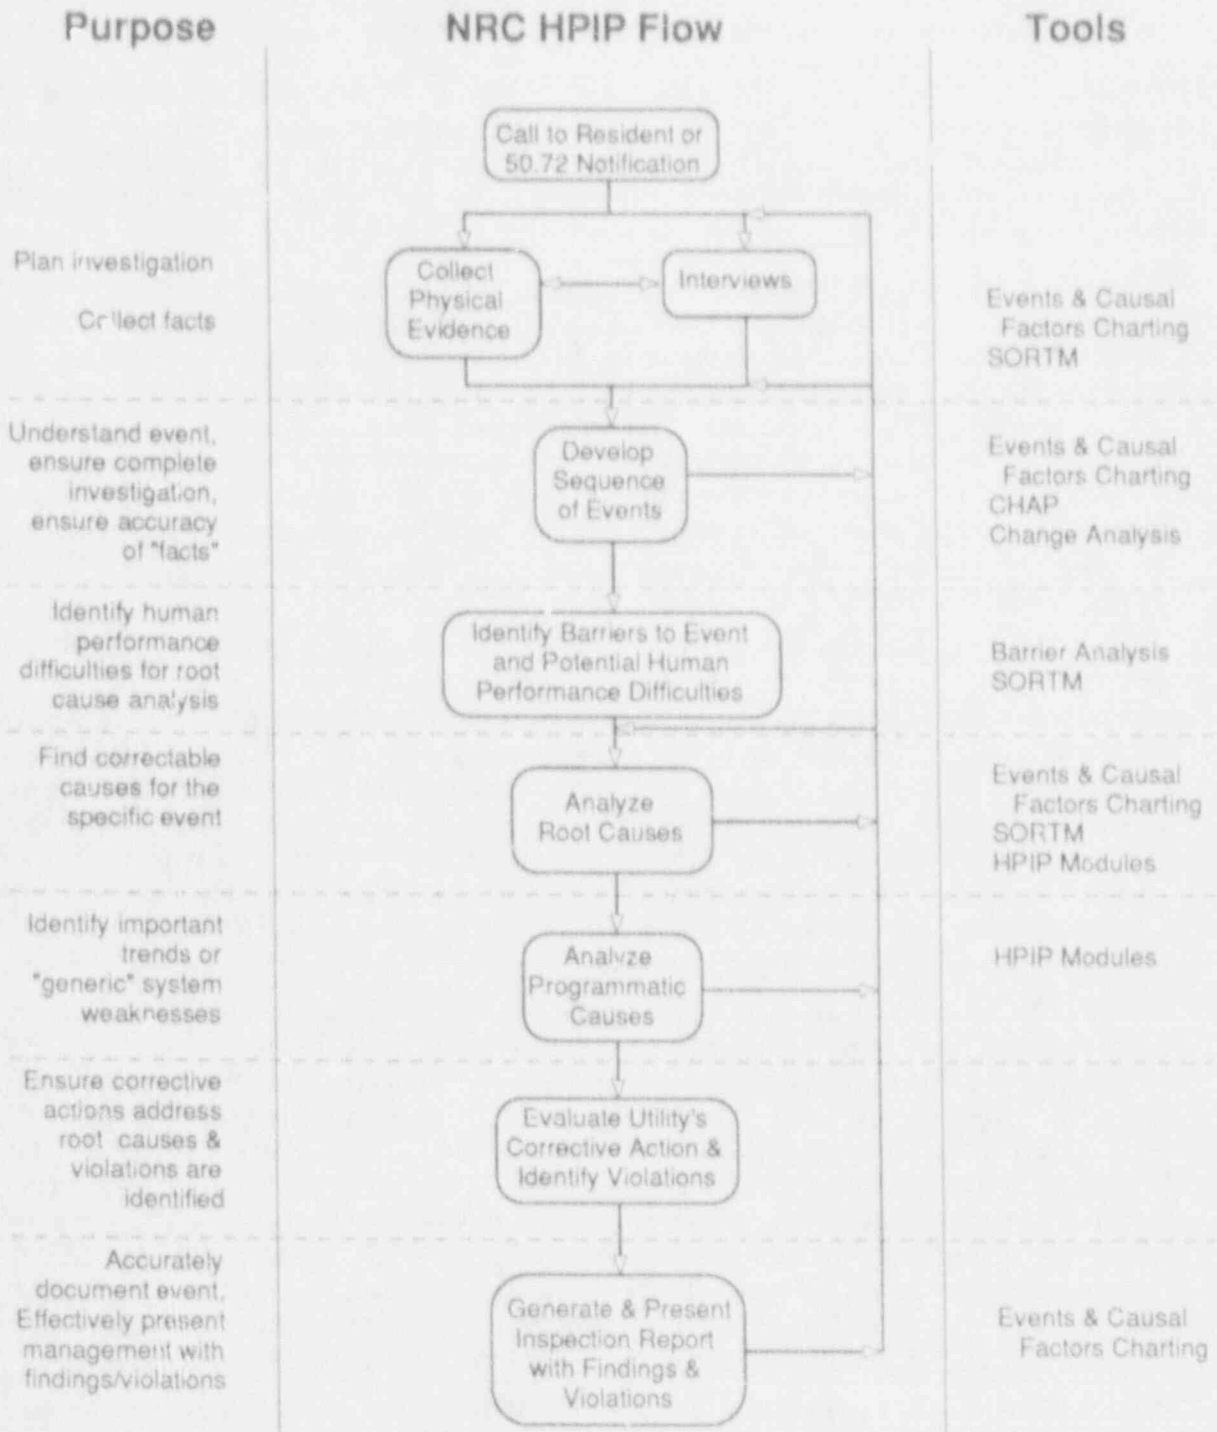 Purpose
NRC HPIP Flow
Tools
Call to Resident or
50.72 Notification
Plan investigation
Collect facts
Collect
Physical
Evidence
Interviews
Events & Causal
Factors Charting
SORTM
Understand event,
ensure complete
investigation,
ensure accuracy
of "facts"
Develop
Sequence
of Events
Events & Causal
Factors Charting
CHAP
Change Analysis
Identify human
performance
difficulties for root
cause analysis
Identify Barriers to Event
and Potential Human
Performance Difficulties
Barrier Analysis
SORTM
Find correctable
causes for the
specific event
Analyze
Root Causes
Events & Causal
Factors Charting
SORTM
HPIP Modules
Identify important
trends or
"generic" system
weaknesses
Analyze
Programmatic
Causes
HPIP Modules
Ensure corrective
actions address
root causes &
violations are
identified
Evaluate Utility's
Corrective Action &
Identify Violations
Accurately
document event,
Effectively present
management with
findings/violations
Generate & Present
Inspection Report
with Findings &
Violations
Events & Causal
Factors Charting